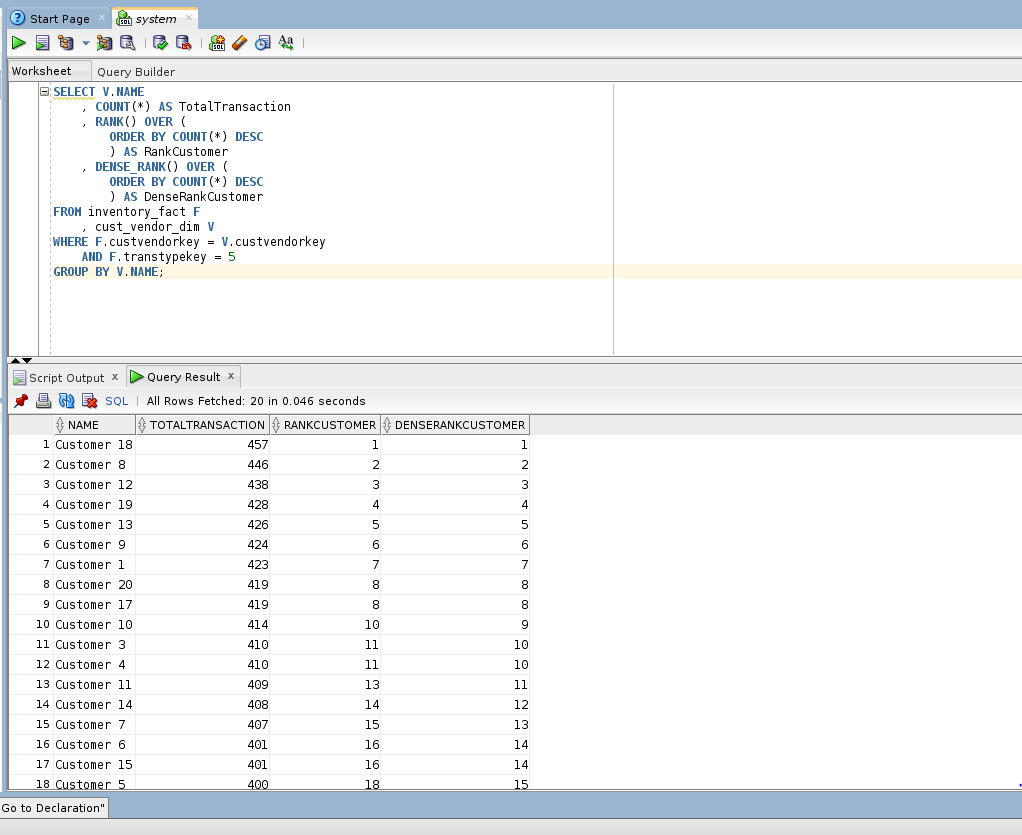 Start Page
system
Worksheet
Query Builder
SELECT V.NAME
, COUNT(*) AS TotalTransaction
, RANK() OVER (
ORDER BY COUNT(*) DESC
) AS RankCustomer
, DENSE_RANK() OVER (
ORDER BY COUNT(*) DESC
) AS DenseRankCustomer
FROM inventory_fact F
, cust_vendor_dim V
WHERE F.custvendorkey = V.custvendorkey
AND F.transtypekey = 5
GROUP BY V.NAME;
Script Output x
Query Result x
SQL | All Rows Fetched: 20 in 0.046 seconds
NAME TOTALTRANSACTION RANKCUSTOMER DENSERANKCUSTOMER
1 Customer 18 457 1 1
2 Customer 8 446 2 2
3 Customer 12 438 3 3
4 Customer 19 428 4 4
5 Customer 13 426 5 5
6 Customer 9 424 6 6
7 Customer 1 423 7 7
8 Customer 20 419 8 8
9 Customer 17 419 8 8
10 Customer 10 414 10 9
11 Customer 3 410 11 10
12 Customer 4 410 11 10
13 Customer 11 409 13 11
14 Customer 14 408 14 12
15 Customer 7 407 15 13
16 Customer 6 401 16 14
17 Customer 15 401 16 14
18 Customer 5 400 18 15
Go to Declaration"